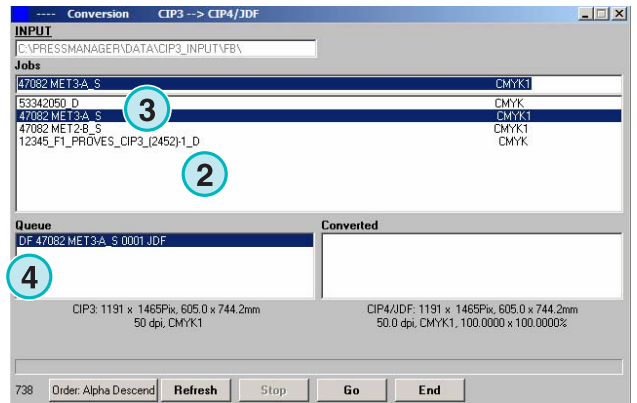 ---- Conversion CIP3 --> CIP4/JDF
INPUT
C:\PRESSMANAGER\DATA\CIP3_INPUT\FB\
Jobs
47082 MET3-A_S CMYK1
53342050_D CMYK
47082 MET3-A_S CMYK1
47082 MET2-B_S CMYK1
12345_F1_PROVES_CIP3_(2452)-1_D CMYK
3
2
Queue Converted
DF 47082 MET3-A_S 0001 JDF
4
CIP3: 1191 x 1465Pix, 605.0 x 744.2mm
50 dpi, CMYK1
CIP4/JDF: 1191 x 1465Pix, 605.0 x 744.2mm
50.0 dpi, CMYK1, 100.0000 x 100.0000%
738 Order: Alpha Descend Refresh Stop Go End